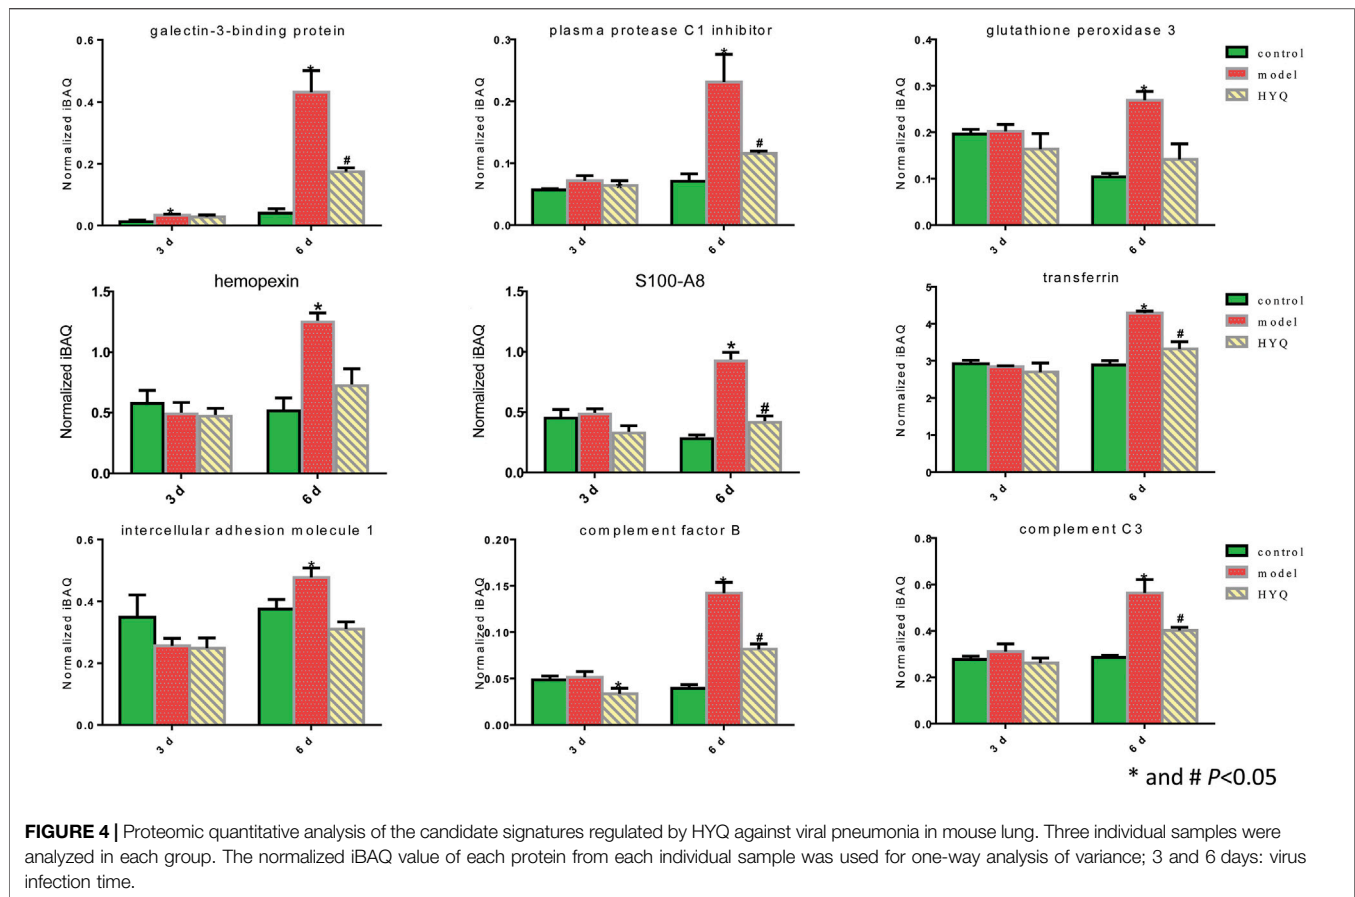 galectin-3-binding protein
Normalized iBAQ
0.6
0.4
0.2
0.0
*
*
#
3 d
6 d
plasma protease C1 inhibitor
Normalized iBAQ
0.3
0.2
0.1
0.0
*
*
#
3 d
6 d
glutathione peroxidase 3
Normalized iBAQ
0.4
0.3
0.2
0.1
0.0
*
3 d
6 d
control
model
HYQ
hemopexin
Normalized iBAQ
1.5
1.0
0.5
0.0
*
3 d
6 d
S100-A8
Normalized iBAQ
1.5
1.0
0.5
0.0
*
#
3 d
6 d
transferrin
Normalized iBAQ
5
4
3
2
1
0
*
#
3 d
6 d
control
model
HYQ
intercellular adhesion molecule 1
Normalized iBAQ
0.6
0.4
0.2
0.0
*
3 d
6 d
complement factor B
Normalized iBAQ
0.20
0.15
0.10
0.05
0.00
*
*
#
3 d
6 d
complement C3
Normalized iBAQ
0.8
0.6
0.4
0.2
0.0
*
#
3 d
6 d
control
model
HYQ
* and # P<0.05
FIGURE 4 | Proteomic quantitative analysis of the candidate signatures regulated by HYQ against viral pneumonia in mouse lung. Three individual samples were
analyzed in each group. The normalized iBAQ value of each protein from each individual sample was used for one-way analysis of variance; 3 and 6 days: virus
infection time.